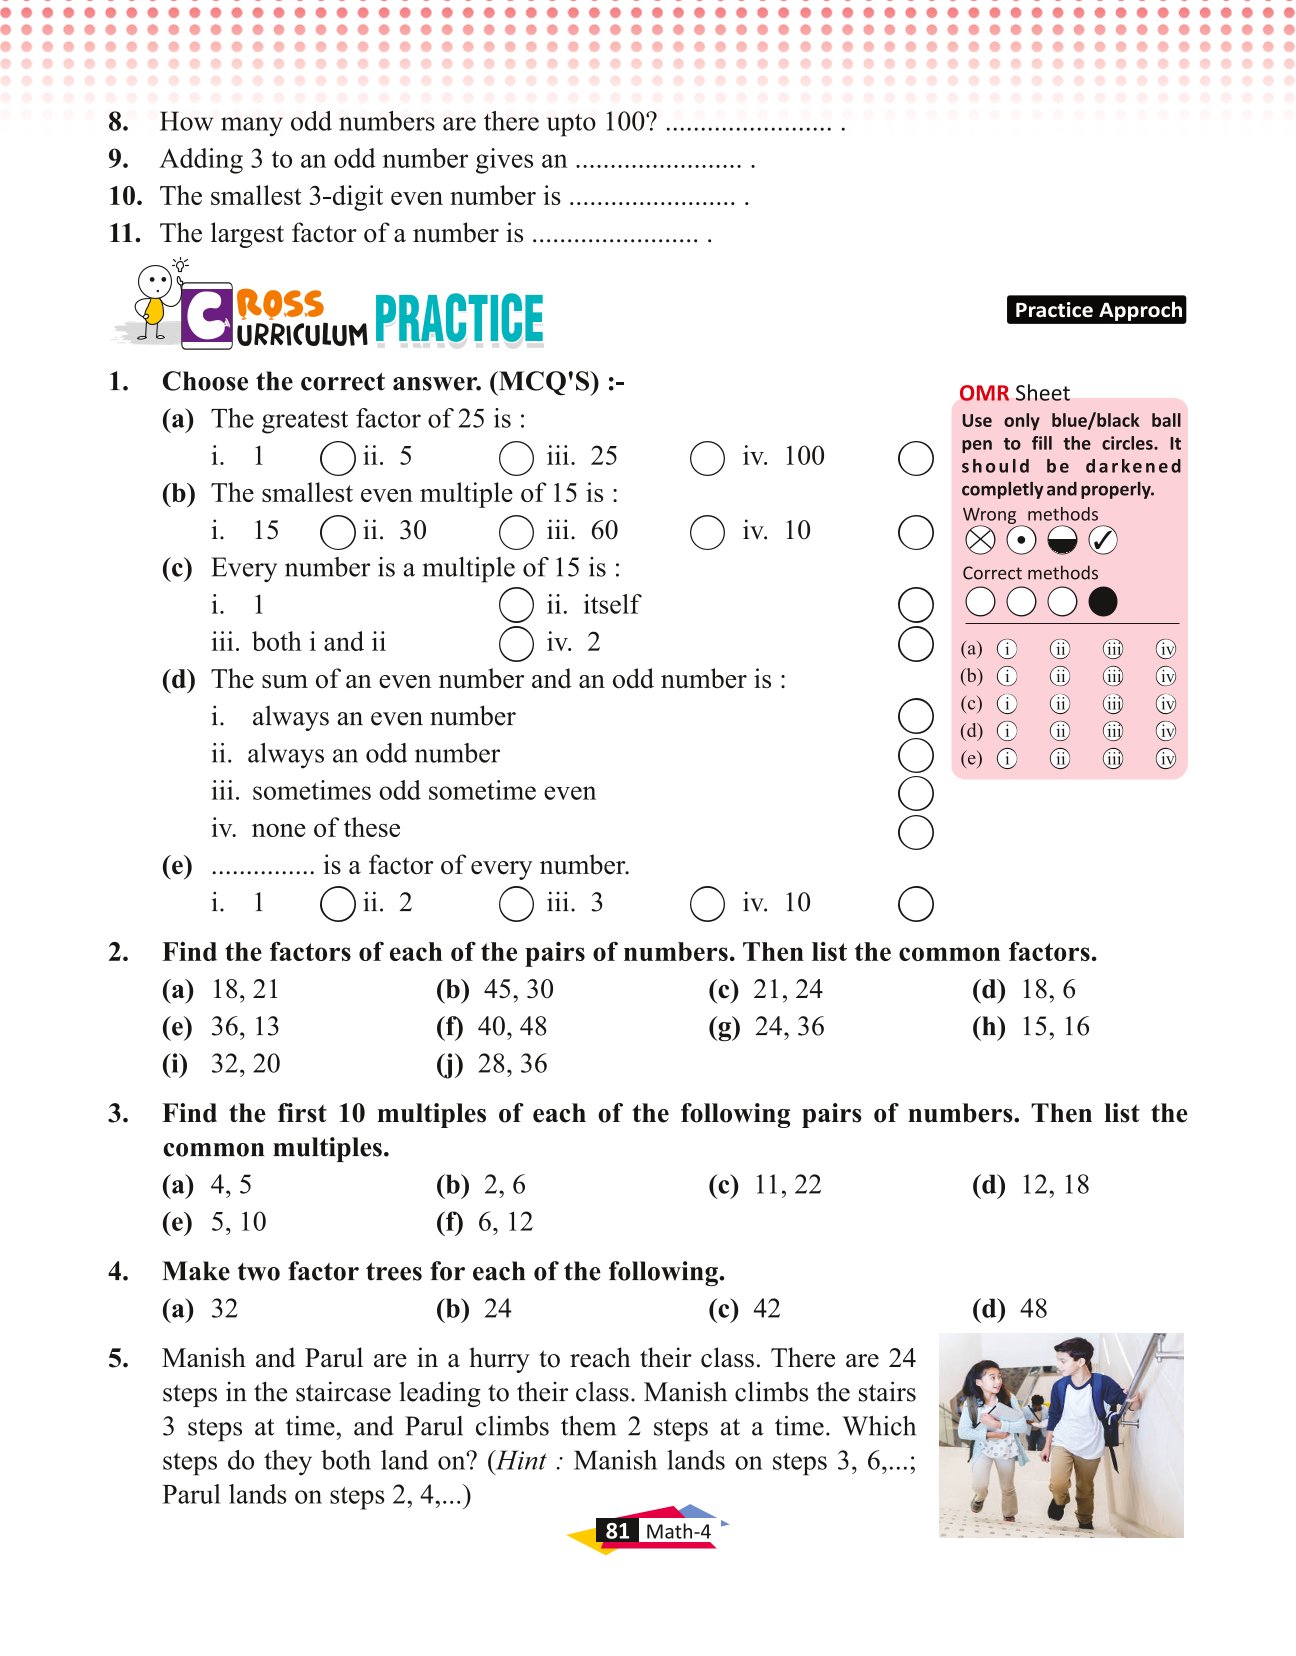 8. How many odd numbers are there upto 100? ........................ .
9. Adding 3 to an odd number gives an ........................ .
10. The smallest 3-digit even number is ........................ .
11. The largest factor of a number is ........................ .
CROSS CURRICULUM PRACTICE
Practice Approch
1. Choose the correct answer. (MCQ'S) :-
(a) The greatest factor of 25 is :
i. 1 ii. 5 iii. 25 iv. 100
(b) The smallest even multiple of 15 is :
i. 15 ii. 30 iii. 60 iv. 10
(c) Every number is a multiple of 15 is :
i. 1 ii. itself
iii. both i and ii iv. 2
(d) The sum of an even number and an odd number is :
i. always an even number
ii. always an odd number
iii. sometimes odd sometime even
iv. none of these
(e) ............... is a factor of every number.
i. 1 ii. 2 iii. 3 iv. 10
OMR Sheet
Use only blue/black ball
pen to fill the circles. It
should be darkened
completly and properly.
Wrong methods
Correct methods
(a) i ii iii iv
(b) i ii iii iv
(c) i ii iii iv
(d) i ii iii iv
(e) i ii iii iv
2. Find the factors of each of the pairs of numbers. Then list the common factors.
(a) 18, 21 (b) 45, 30 (c) 21, 24 (d) 18, 6
(e) 36, 13 (f) 40, 48 (g) 24, 36 (h) 15, 16
(i) 32, 20 (j) 28, 36
3. Find the first 10 multiples of each of the following pairs of numbers. Then list the
common multiples.
(a) 4, 5 (b) 2, 6 (c) 11, 22 (d) 12, 18
(e) 5, 10 (f) 6, 12
4. Make two factor trees for each of the following.
(a) 32 (b) 24 (c) 42 (d) 48
5. Manish and Parul are in a hurry to reach their class. There are 24
steps in the staircase leading to their class. Manish climbs the stairs
3 steps at time, and Parul climbs them 2 steps at a time. Which
steps do they both land on? (Hint : Manish lands on steps 3, 6,...;
Parul lands on steps 2, 4,...)
81 Math-4